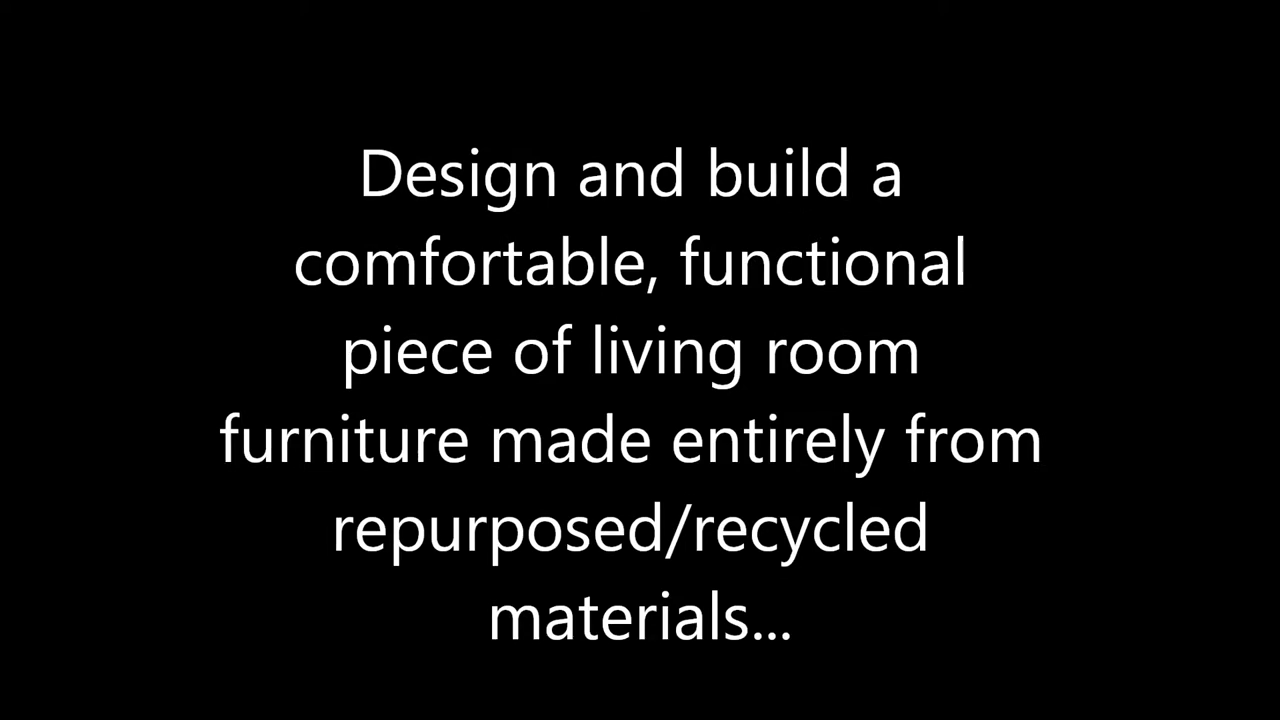 Design and build a
comfortable, functional
piece of living room
furniture made entirely from
repurposed/recycled
materials...